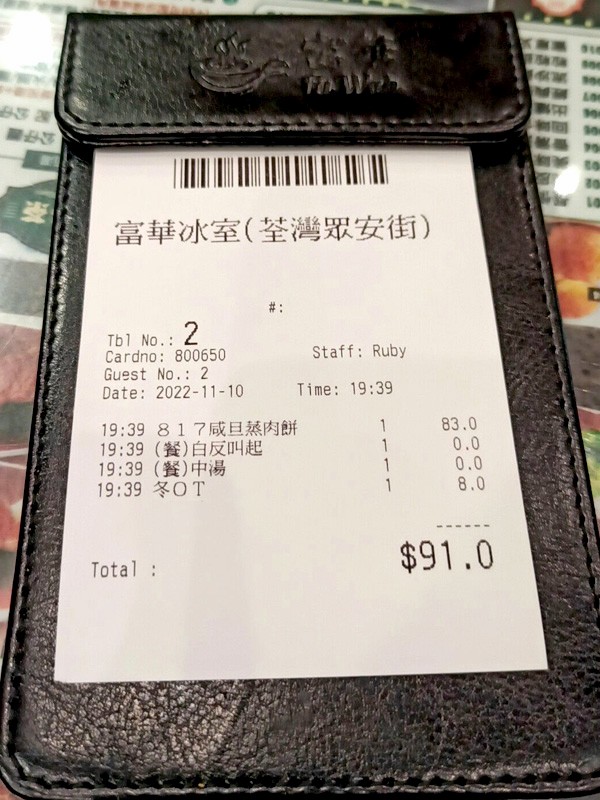 富華冰室(荃灣眾安街)
#:
Tbl No.: 2
Cardno: 800650 Staff: Ruby
Guest No.: 2
Date: 2022-11-10 Time: 19:39
19:39 817咸旦蒸肉餅 1 83.0
19:39 (餐)白反叫起 1 0.0
19:39 (餐)中湯 1 0.0
19:39 冬OT 1 8.0
------
Total : $91.0